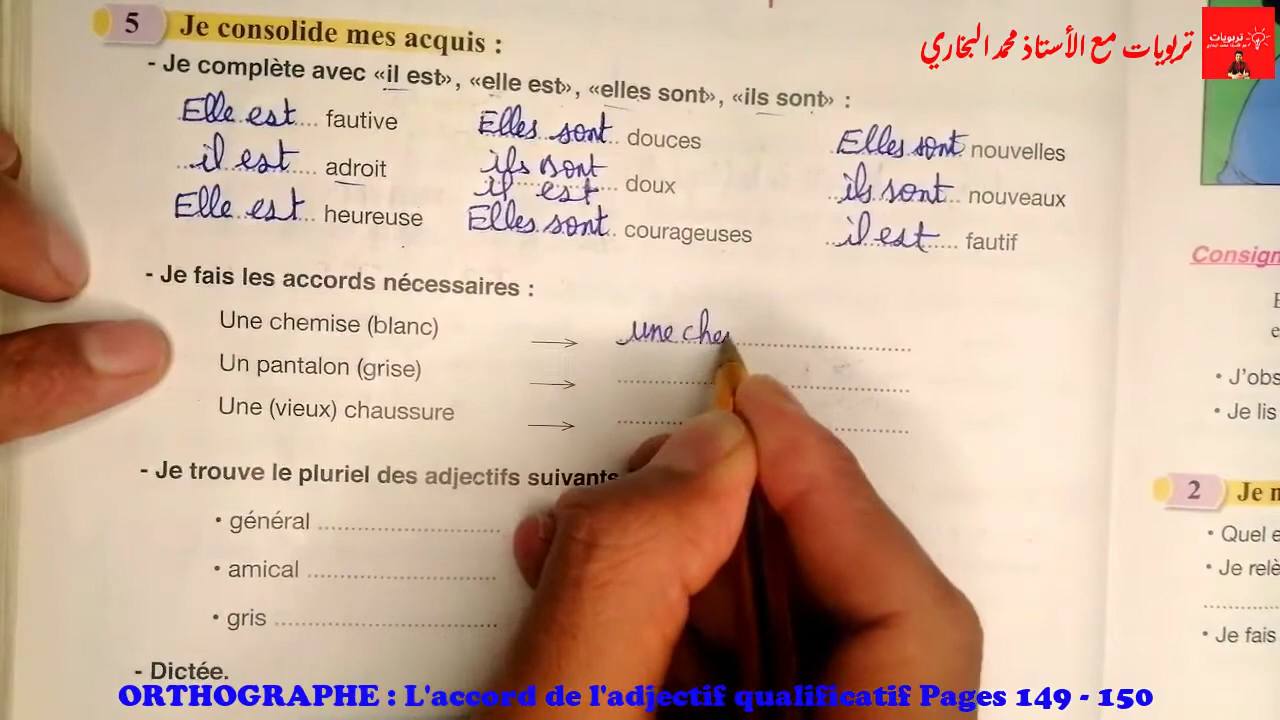 تربويات مع الأستاذ محمد البخاري
تربويات
5 Je consolide mes acquis :
- Je complète avec «il est», «elle est», «elles sont», «ils sont» :
Elle est fautive Elles sont douces Elles sont nouvelles
il est adroit ils sont il est doux ils sont nouveaux
Elle est heureuse Elles sont courageuses il est fautif
- Je fais les accords nécessaires :
Une chemise (blanc) → une che
Un pantalon (grise) →
Une (vieux) chaussure →
- Je trouve le pluriel des adjectifs suivants
• général
• amical
• gris
- Dictée.
Consign
• J'obs
• Je lis
2 Je n
• Quel e
• Je relè
• Je fais
ORTHOGRAPHE : L'accord de l'adjectif qualificatif Pages 149 - 150